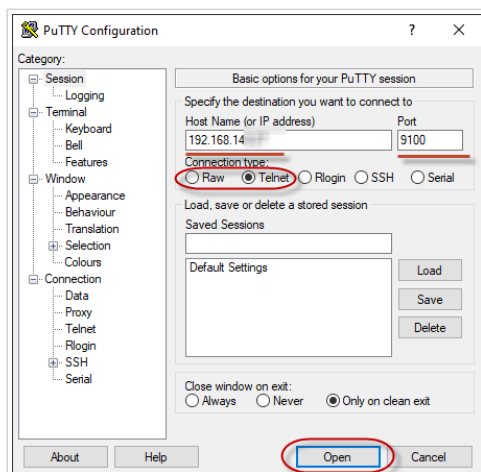 PuTTY Configuration
?
Category:
Session
Logging
Terminal
Keyboard
Bell
Features
Window
Appearance
Behaviour
Translation
Selection
Colours
Connection
Data
Proxy
Telnet
Rlogin
SSH
Serial
Basic options for your PuTTY session
Specify the destination you want to connect to
Host Name (or IP address) Port
192.168.14 9100
Connection type:
Raw Telnet Rlogin SSH Serial
Load, save or delete a stored session
Saved Sessions
Default Settings
Load
Save
Delete
Close window on exit:
Always Never Only on clean exit
About Help Open Cancel